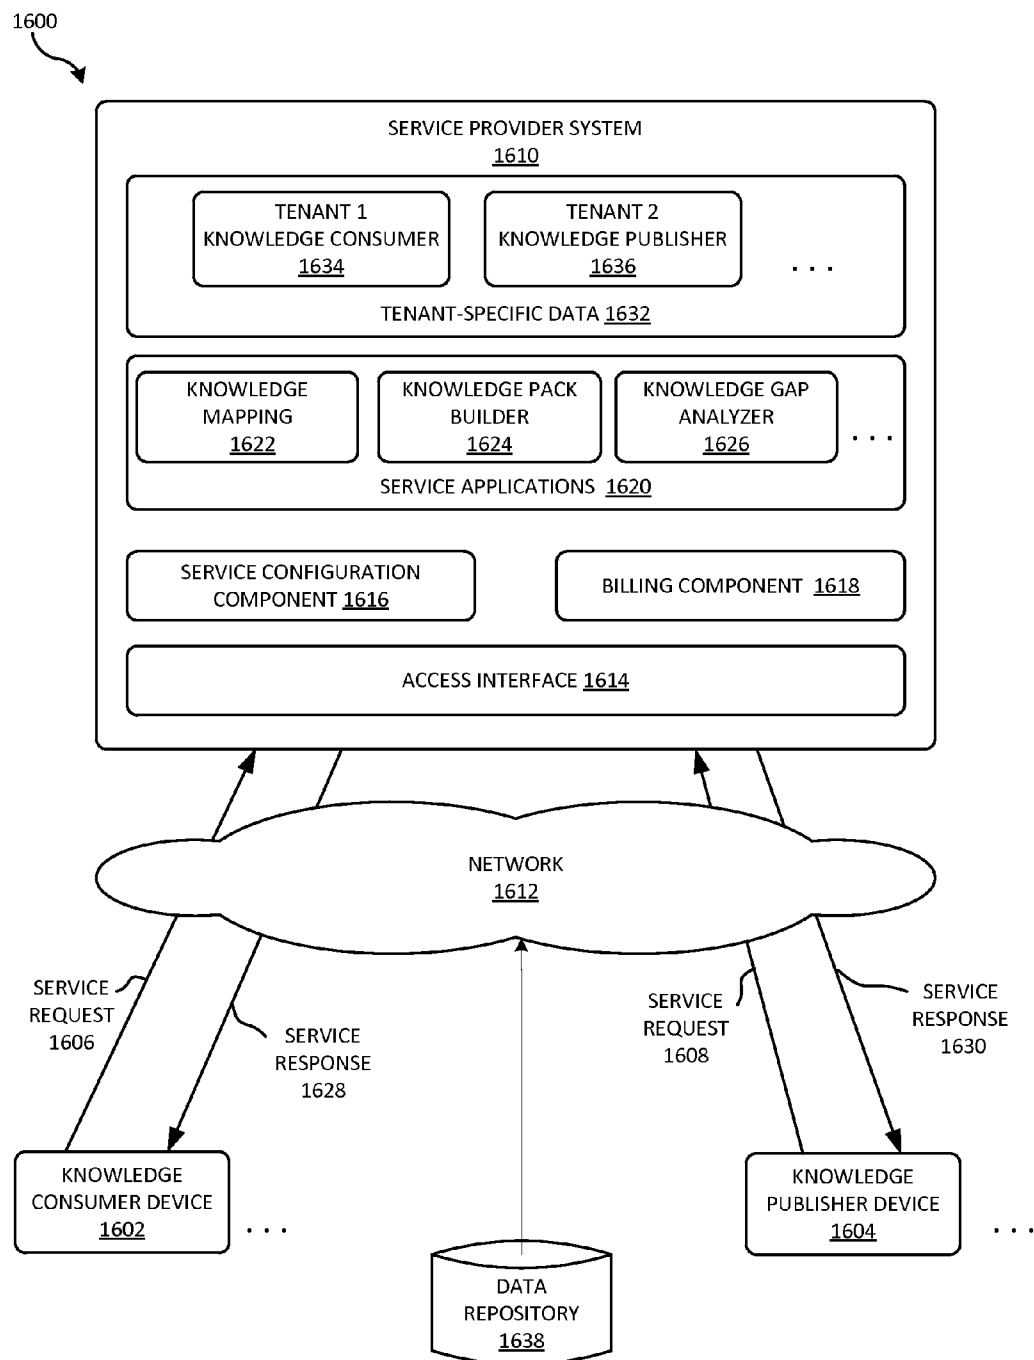 1600
SERVICE PROVIDER SYSTEM
1610
TENANT 1
KNOWLEDGE CONSUMER
1634
TENANT 2
KNOWLEDGE PUBLISHER
1636
. . .
TENANT-SPECIFIC DATA 1632
KNOWLEDGE
MAPPING
1622
KNOWLEDGE PACK
BUILDER
1624
KNOWLEDGE GAP
ANALYZER
1626
. . .
SERVICE APPLICATIONS 1620
SERVICE CONFIGURATION
COMPONENT 1616
BILLING COMPONENT 1618
ACCESS INTERFACE 1614
NETWORK
1612
SERVICE
REQUEST
1606
SERVICE
RESPONSE
1628
SERVICE
REQUEST
1608
SERVICE
RESPONSE
1630
KNOWLEDGE
CONSUMER DEVICE
1602
. . .
KNOWLEDGE
PUBLISHER DEVICE
1604
. . .
DATA
REPOSITORY
1638